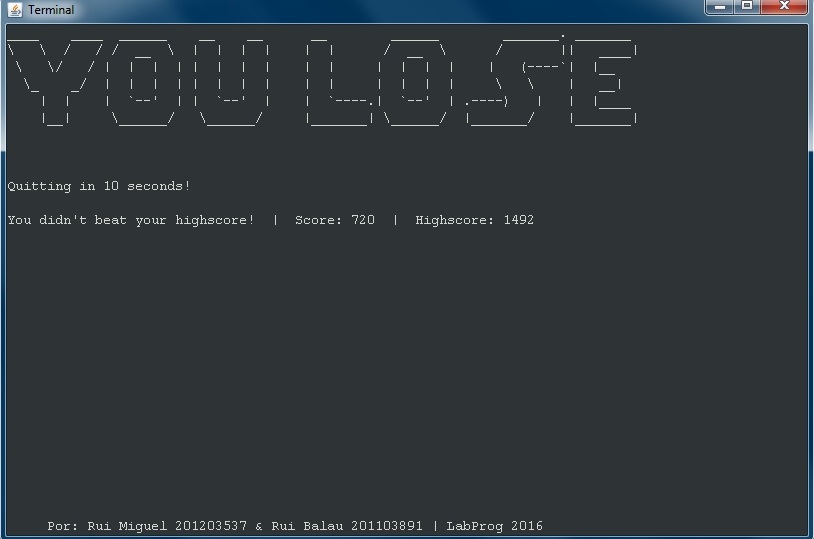 Terminal
YOU LOSE
Quitting in 10 seconds!
You didn't beat your highscore! | Score: 720 | Highscore: 1492
Por: Rui Miguel 201203537 & Rui Balau 201103891 | LabProg 2016